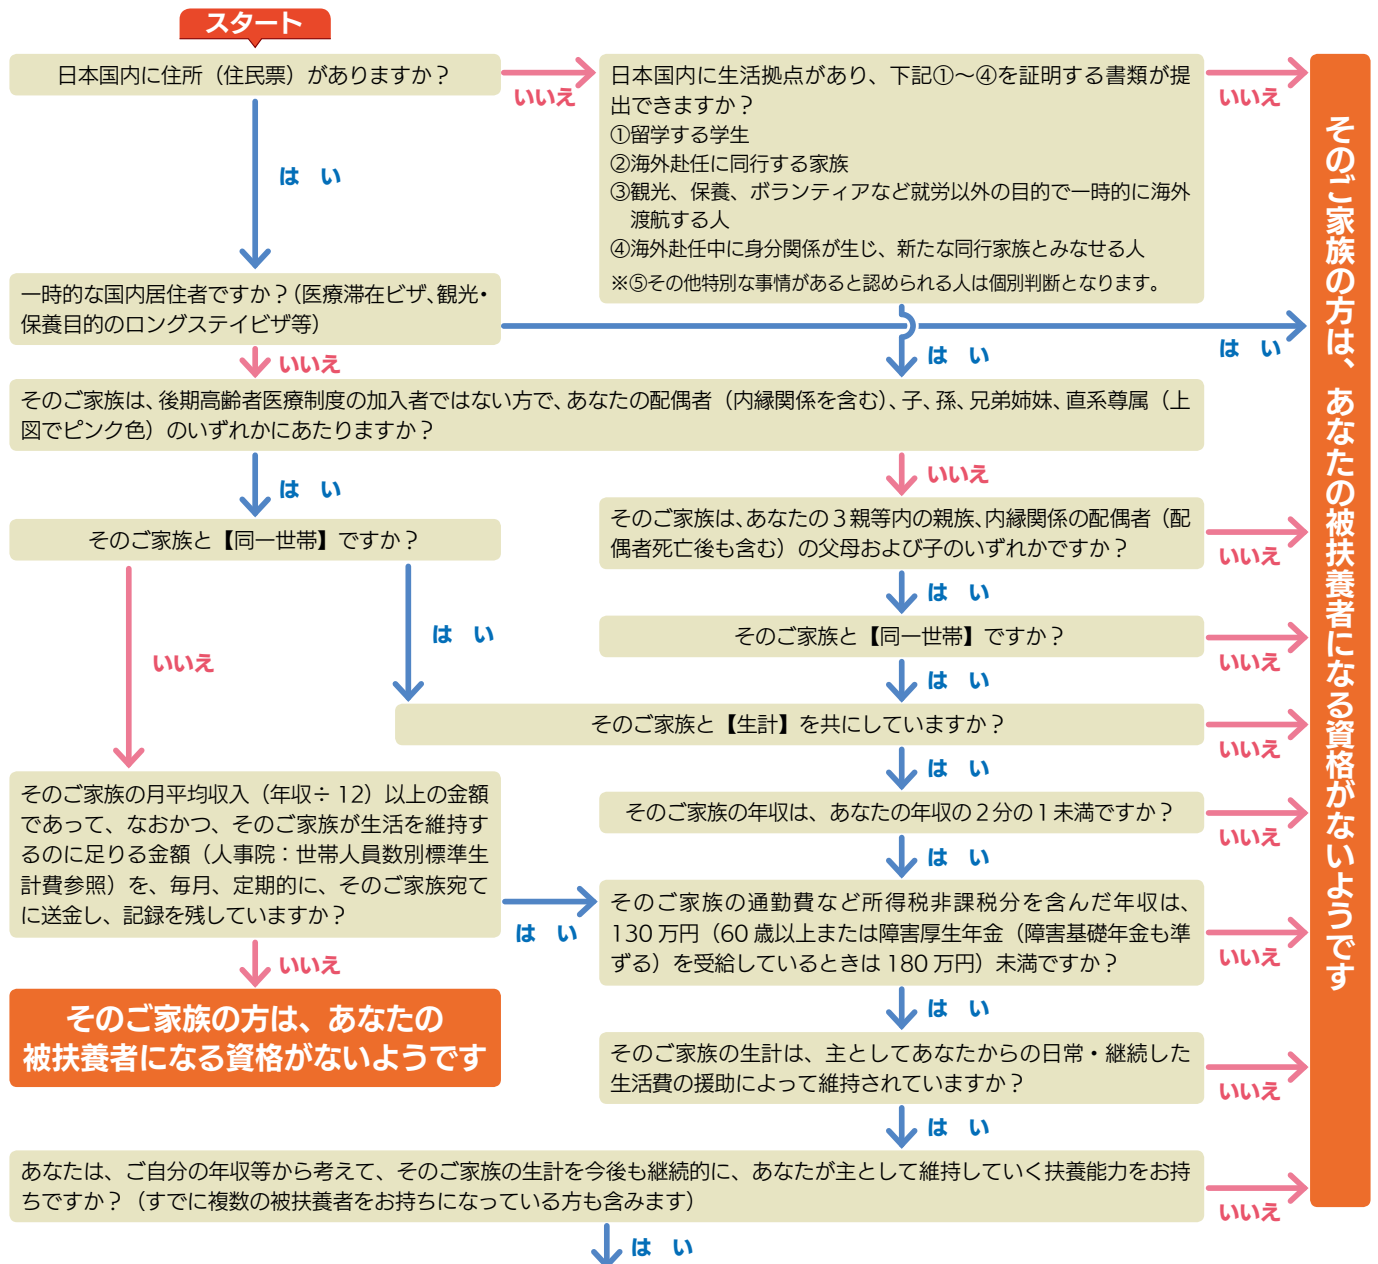 スタート
日本国内に住所（住民票）がありますか？
いいえ
はい
日本国内に生活拠点があり、下記①～④を証明する書類が提
出できますか？
①留学する学生
②海外赴任に同行する家族
③観光、保養、ボランティアなど就労以外の目的で一時的に海外
渡航する人
④海外赴任中に身分関係が生じ、新たな同行家族とみなせる人
※⑤その他特別な事情があると認められる人は個別判断となります。
いいえ
はい
一時的な国内居住者ですか？（医療滞在ビザ、観光・
保養目的のロングステイビザ等）
はい
いいえ
そのご家族は、後期高齢者医療制度の加入者ではない方で、あなたの配偶者（内縁関係を含む）、子、孫、兄弟姉妹、直系尊属（上
図でピンク色）のいずれかにあたりますか？
はい
いいえ
そのご家族と【同一世帯】ですか？
いいえ
はい
そのご家族は、あなたの３親等内の親族、内縁関係の配偶者（配
偶者死亡後も含む）の父母および子のいずれかですか？
いいえ
はい
そのご家族と【同一世帯】ですか？
いいえ
はい
そのご家族と【生計】を共にしていますか？
いいえ
はい
そのご家族の月平均収入（年収÷12）以上の金額
であって、なおかつ、そのご家族が生活を維持す
るのに足りる金額（人事院：世帯人員数別標準生
計費参照）を、毎月、定期的に、そのご家族宛て
に送金し、記録を残していますか？
はい
いいえ
そのご家族の方は、あなたの
被扶養者になる資格がないようです
そのご家族の年収は、あなたの年収の２分の１未満ですか？
いいえ
はい
そのご家族の通勤費など所得税非課税分を含んだ年収は、
130万円（60歳以上または障害厚生年金（障害基礎年金も準
ずる）を受給しているときは180万円）未満ですか？
いいえ
はい
そのご家族の生計は、主としてあなたからの日常・継続した
生活費の援助によって維持されていますか？
いいえ
はい
あなたは、ご自分の年収等から考えて、そのご家族の生計を今後も継続的に、あなたが主として維持していく扶養能力をお持
ちですか？（すでに複数の被扶養者をお持ちになっている方も含みます）
いいえ
はい
そのご家族の方は、あなたの被扶養者になる資格がないようです